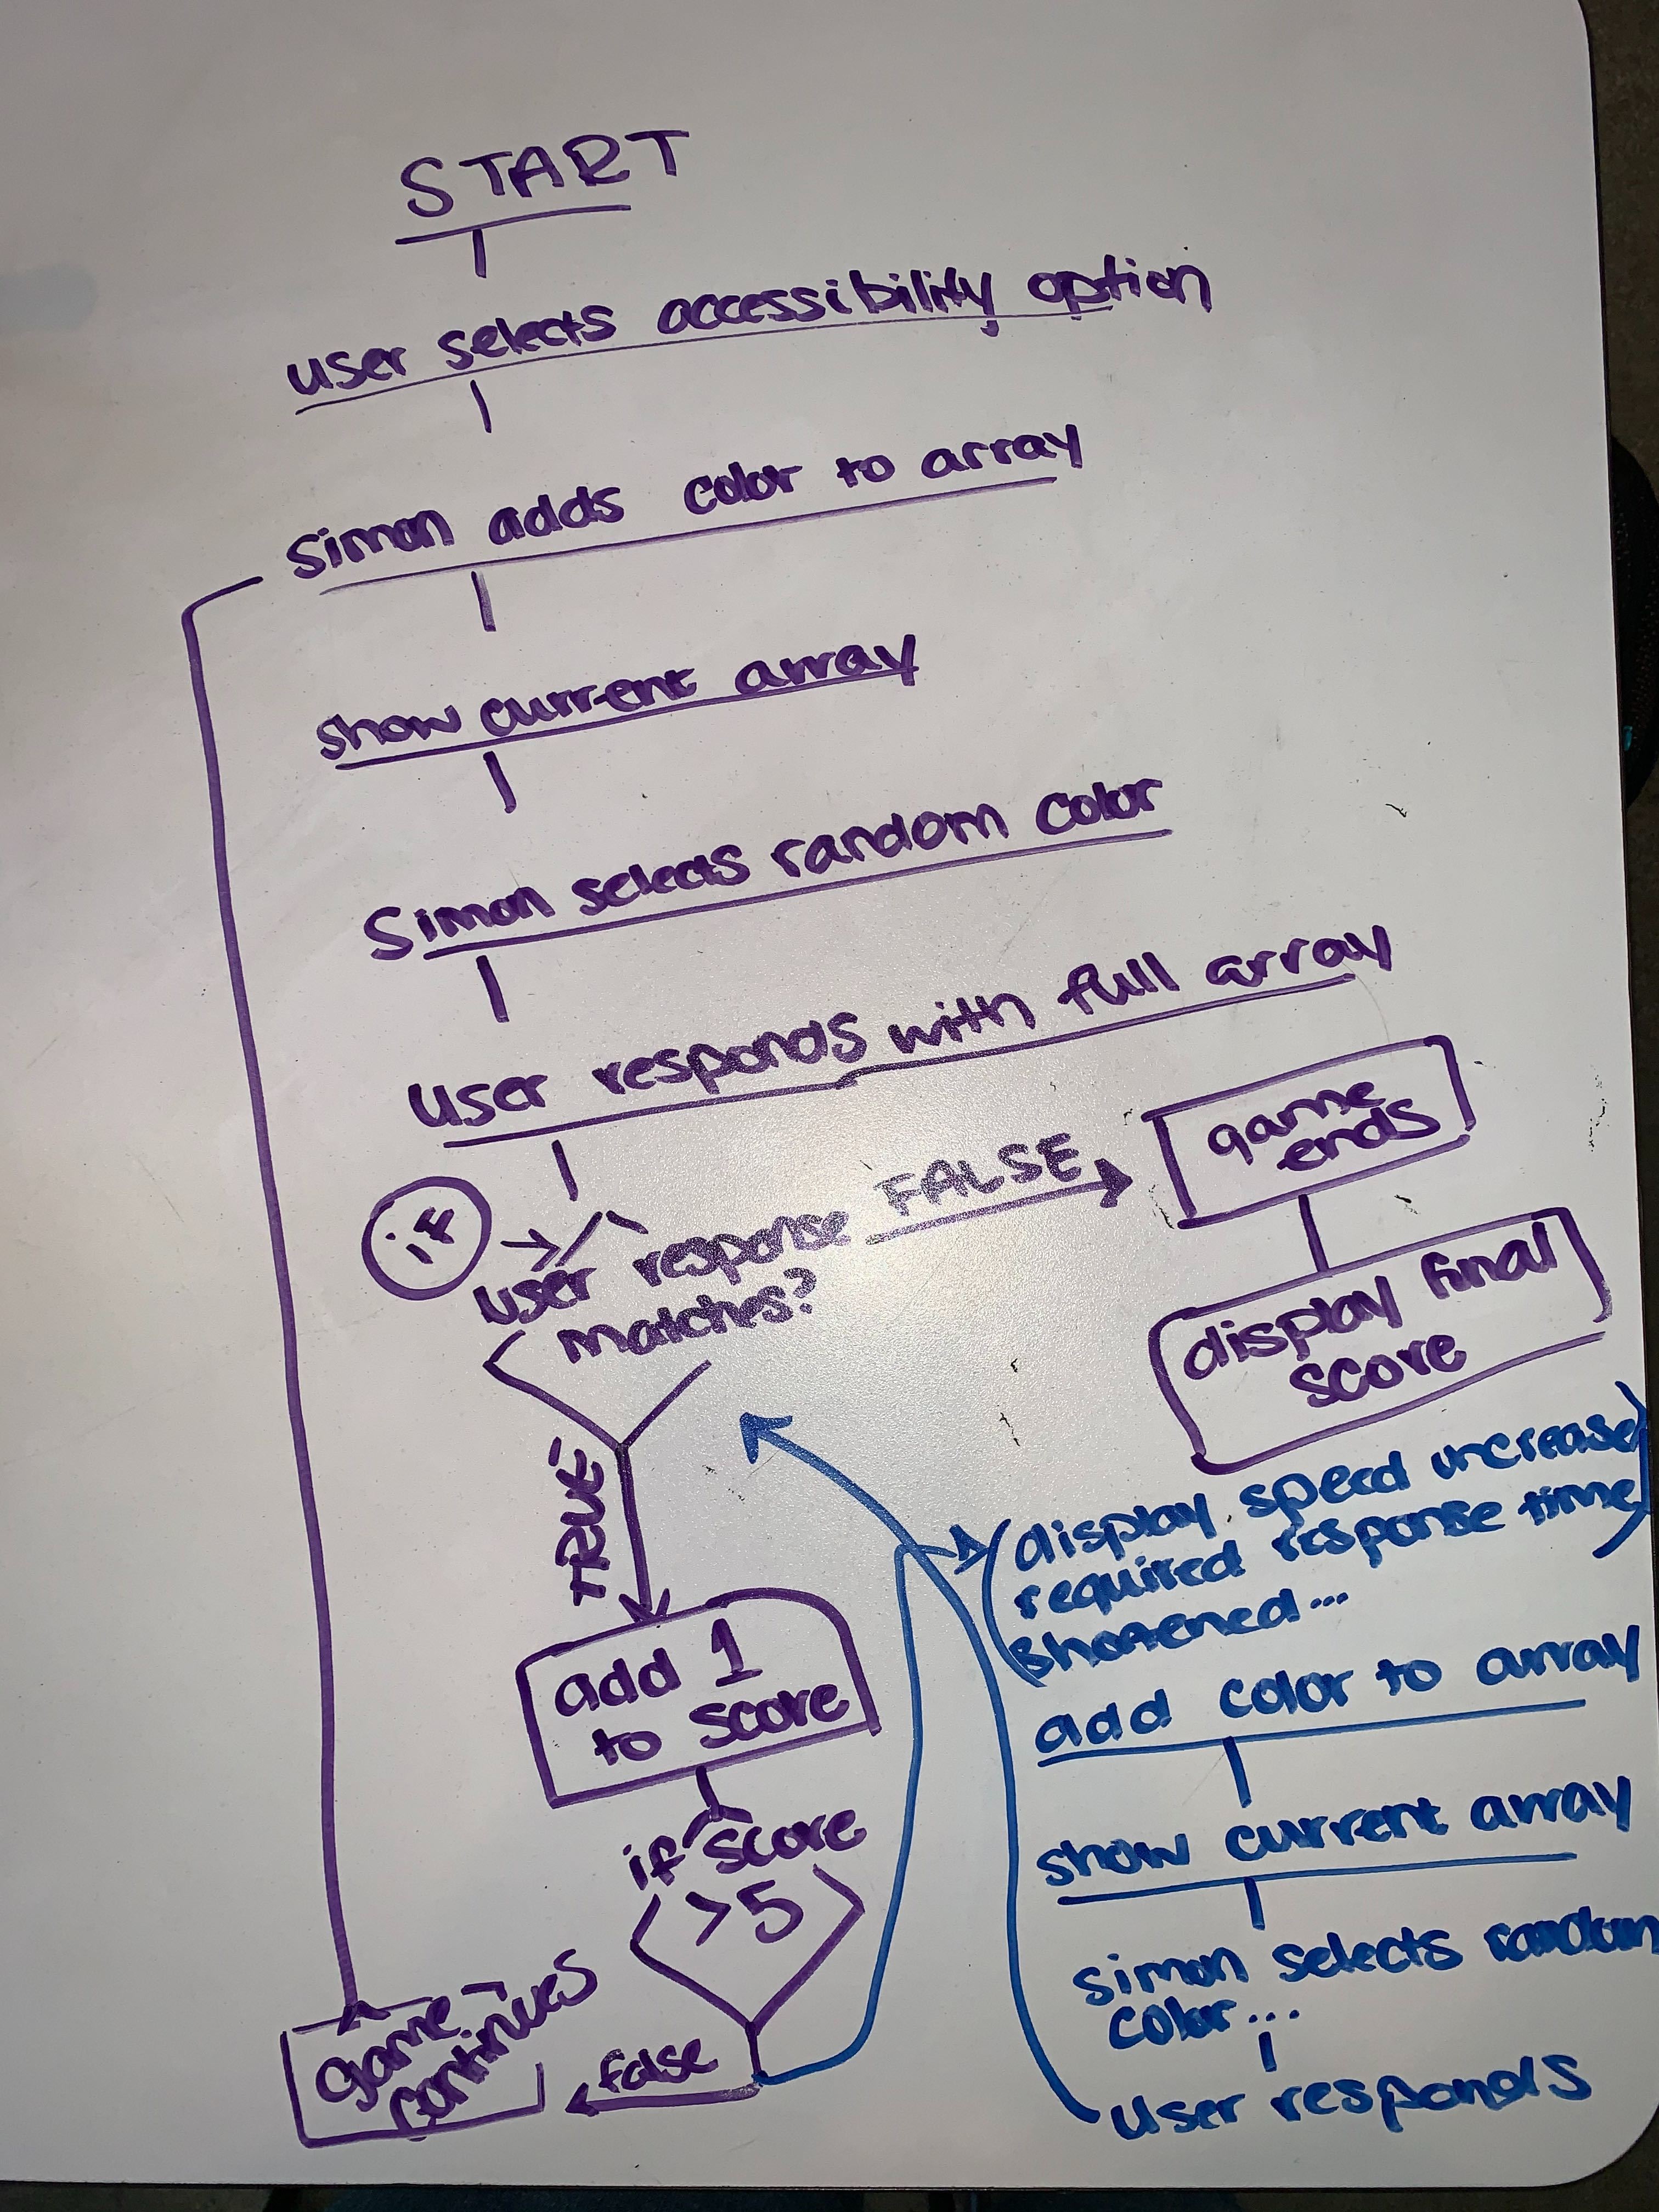 START
user selects accessibility option
Simon adds color to array
show current array
Simon selects random color
User responds with full array
if
user response
matches?
FALSE
game
ends
display final
score
TRUE
add 1
to score
if score
>5
false
game
continues
(display speed increase)
required response time
shortened...
add color to array
show current array
simon selects random
color...
user responds